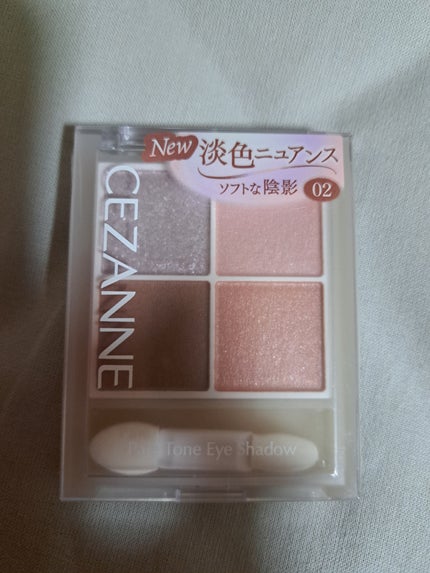 New
淡色ニュアンス
ソフトな陰影 02
CEZANNE
Pale Tone Eye Shadow